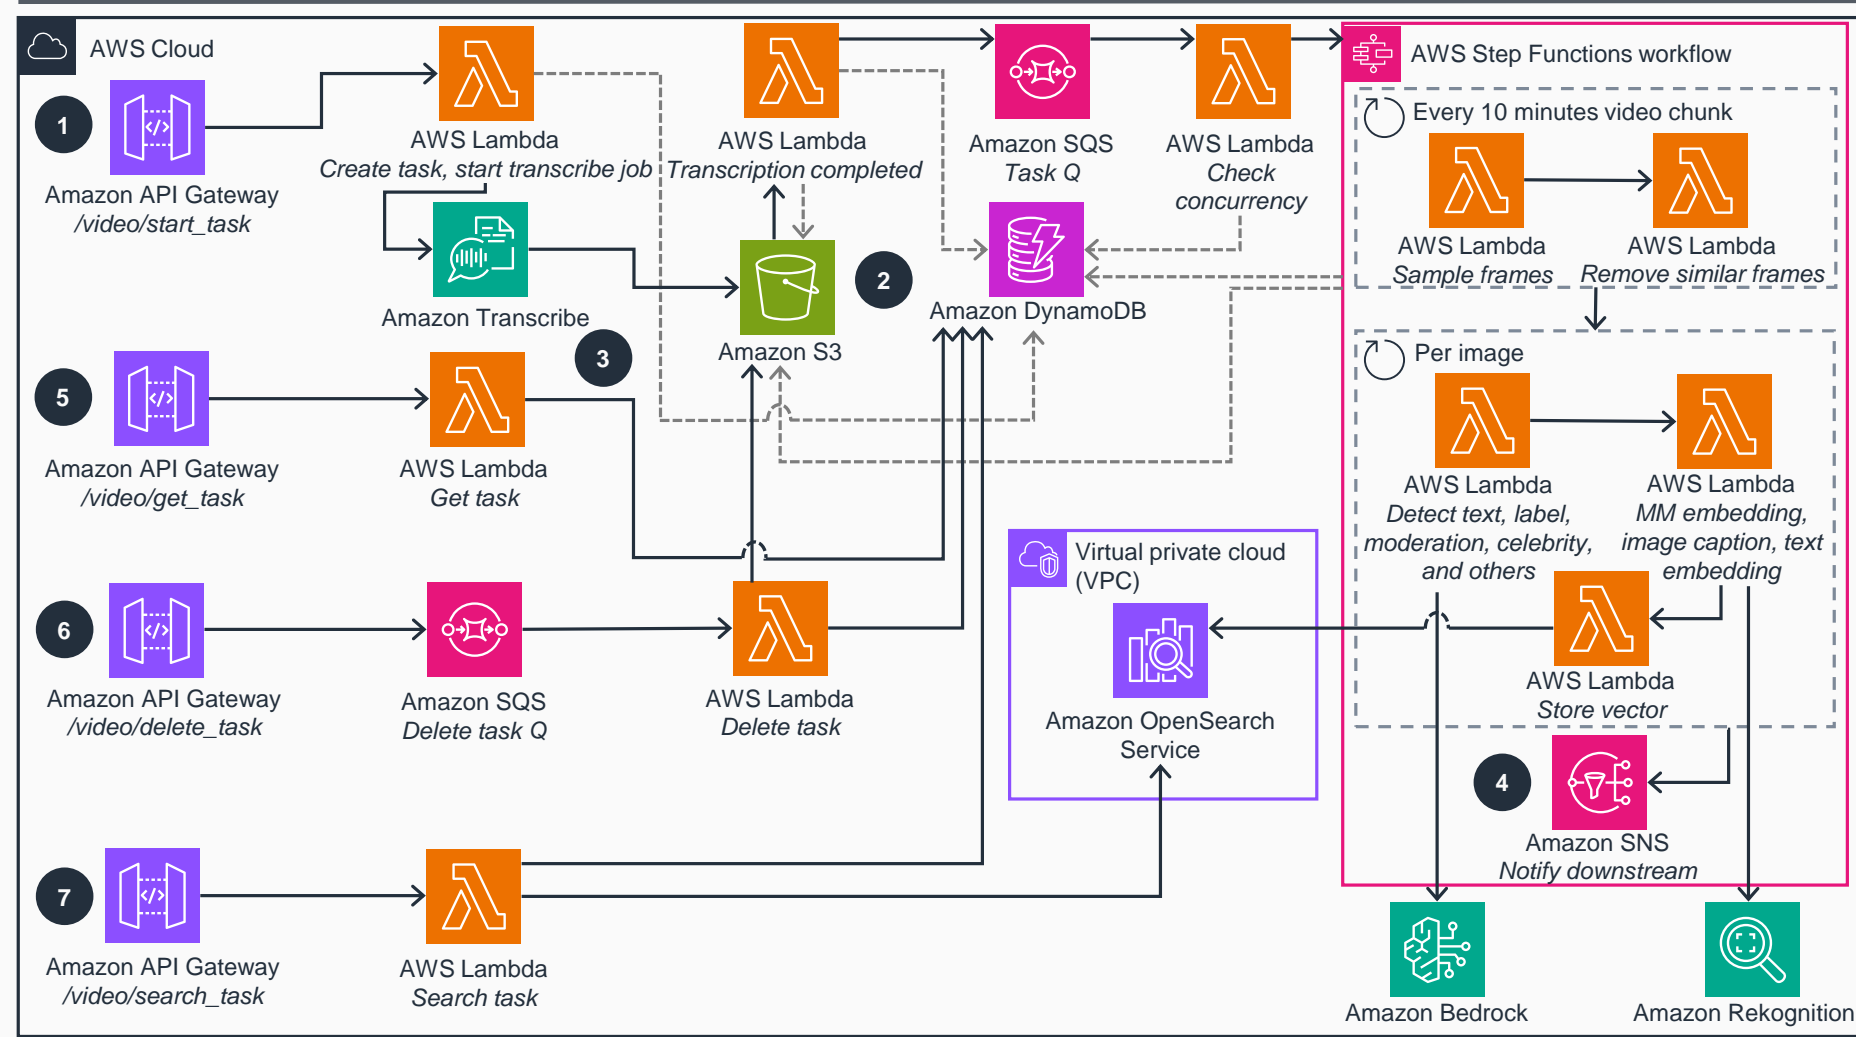 AWS Cloud
1
Amazon API Gateway
/video/start_task
AWS Lambda
Create task, start transcribe job
Amazon Transcribe
AWS Lambda
Transcription completed
Amazon S3
2
Amazon SQS
Task Q
AWS Lambda
Check
concurrency
Amazon DynamoDB
3
5
Amazon API Gateway
/video/get_task
AWS Lambda
Get task
6
Amazon API Gateway
/video/delete_task
Amazon SQS
Delete task Q
AWS Lambda
Delete task
7
Amazon API Gateway
/video/search_task
AWS Lambda
Search task
Virtual private cloud
(VPC)
Amazon OpenSearch
Service
AWS Step Functions workflow
Every 10 minutes video chunk
AWS Lambda
Sample frames
AWS Lambda
Remove similar frames
Per image
AWS Lambda
Detect text, label,
moderation, celebrity,
and others
AWS Lambda
MM embedding,
image caption, text
embedding
AWS Lambda
Store vector
4
Amazon SNS
Notify downstream
Amazon Bedrock
Amazon Rekognition